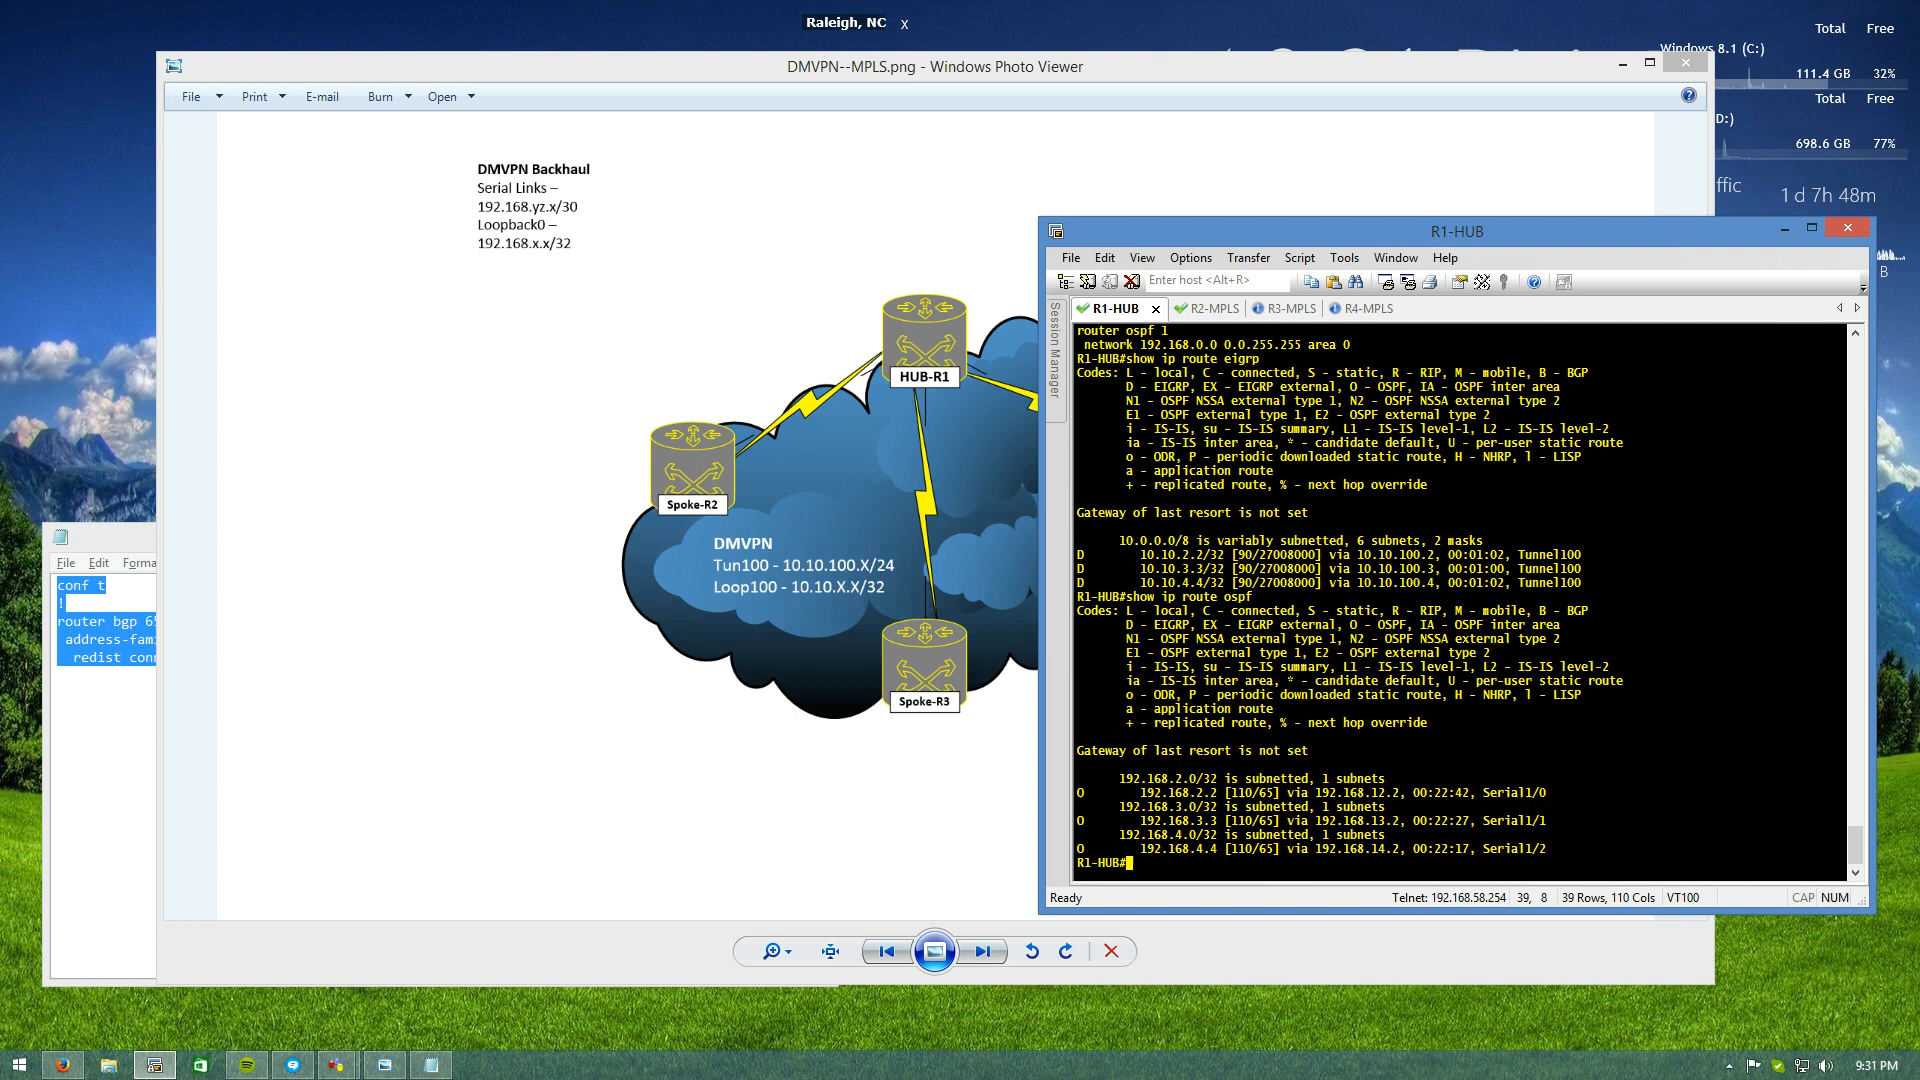 Raleigh, NC x
Total Free
Windows 8.1 (C:)
111.4 GB 32%
Total Free
D:)
698.6 GB 77%
ffic
1 d 7h 48m
B
DMVPN--MPLS.png - Windows Photo Viewer
File Print E-mail Burn Open
DMVPN Backhaul
Serial Links –
192.168.yz.x/30
Loopback0 –
192.168.x.x/32
HUB-R1
Spoke-R2
DMVPN
Tun100 - 10.10.100.X/24
Loop100 - 10.10.X.X/32
Spoke-R3
File Edit Forma
conf t
!
router bgp 65
address-fami
redist conn
R1-HUB
File Edit View Options Transfer Script Tools Window Help
Enter host <Alt+R>
Session Manager
R1-HUB R2-MPLS R3-MPLS R4-MPLS
router ospf 1
 network 192.168.0.0 0.0.255.255 area 0
R1-HUB#show ip route eigrp
Codes: L - local, C - connected, S - static, R - RIP, M - mobile, B - BGP
       D - EIGRP, EX - EIGRP external, O - OSPF, IA - OSPF inter area
       N1 - OSPF NSSA external type 1, N2 - OSPF NSSA external type 2
       E1 - OSPF external type 1, E2 - OSPF external type 2
       i - IS-IS, su - IS-IS summary, L1 - IS-IS level-1, L2 - IS-IS level-2
       ia - IS-IS inter area, * - candidate default, U - per-user static route
       o - ODR, P - periodic downloaded static route, H - NHRP, l - LISP
       a - application route
       + - replicated route, % - next hop override
Gateway of last resort is not set
      10.0.0.0/8 is variably subnetted, 6 subnets, 2 masks
D        10.10.2.2/32 [90/27008000] via 10.10.100.2, 00:01:02, Tunnel100
D        10.10.3.3/32 [90/27008000] via 10.10.100.3, 00:01:00, Tunnel100
D        10.10.4.4/32 [90/27008000] via 10.10.100.4, 00:01:02, Tunnel100
R1-HUB#show ip route ospf
Codes: L - local, C - connected, S - static, R - RIP, M - mobile, B - BGP
       D - EIGRP, EX - EIGRP external, O - OSPF, IA - OSPF inter area
       N1 - OSPF NSSA external type 1, N2 - OSPF NSSA external type 2
       E1 - OSPF external type 1, E2 - OSPF external type 2
       i - IS-IS, su - IS-IS summary, L1 - IS-IS level-1, L2 - IS-IS level-2
       ia - IS-IS inter area, * - candidate default, U - per-user static route
       o - ODR, P - periodic downloaded static route, H - NHRP, l - LISP
       a - application route
       + - replicated route, % - next hop override
Gateway of last resort is not set
      192.168.2.0/32 is subnetted, 1 subnets
O        192.168.2.2 [110/65] via 192.168.12.2, 00:22:42, Serial1/0
      192.168.3.0/32 is subnetted, 1 subnets
O        192.168.3.3 [110/65] via 192.168.13.2, 00:22:27, Serial1/1
      192.168.4.0/32 is subnetted, 1 subnets
O        192.168.4.4 [110/65] via 192.168.14.2, 00:22:17, Serial1/2
R1-HUB#
Ready Telnet: 192.168.58.254 39, 8 39 Rows, 110 Cols VT100 CAP NUM
9:31 PM